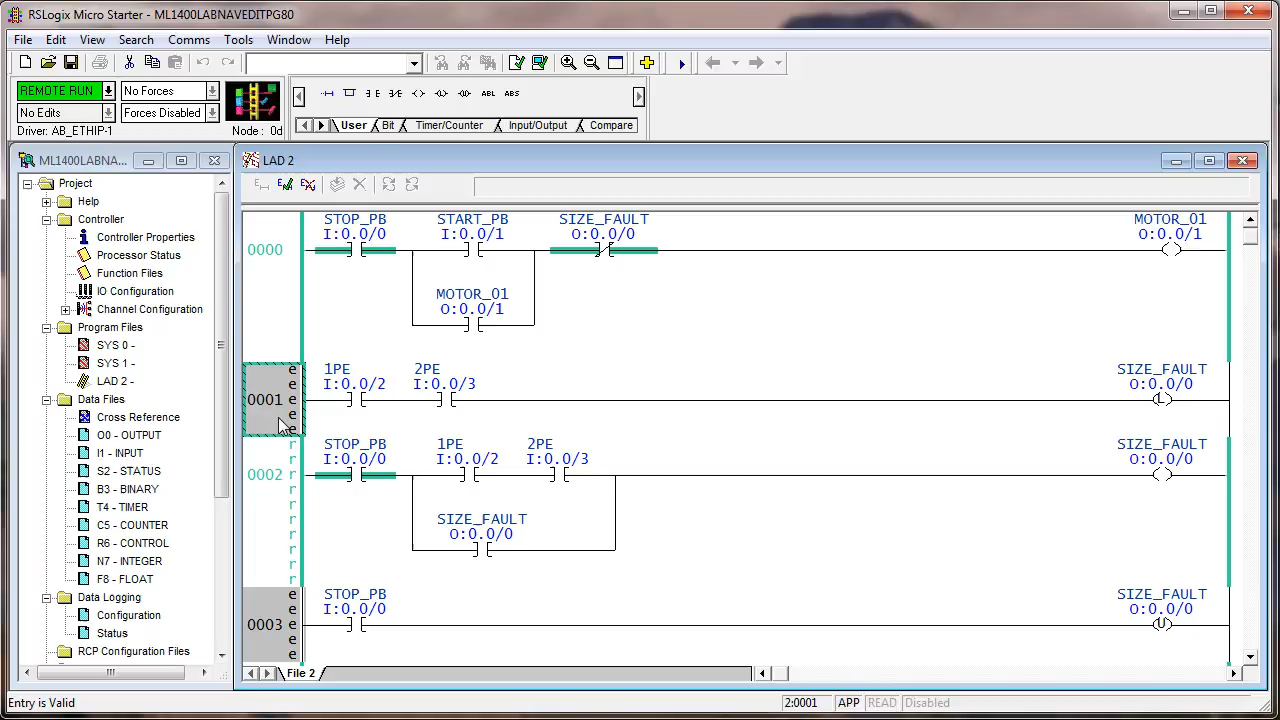 RSLogix Micro Starter - ML1400LABNAVEDITPG80
File Edit View Search Comms Tools Window Help
REMOTE RUN No Forces
No Edits Forces Disabled
Driver: AB_ETHIP-1 Node : 0d
ABL ABS
User Bit Timer/Counter Input/Output Compare
ML1400LABNA...
Project
Help
Controller
Controller Properties
Processor Status
Function Files
IO Configuration
Channel Configuration
Program Files
SYS 0 -
SYS 1 -
LAD 2 -
Data Files
Cross Reference
O0 - OUTPUT
I1 - INPUT
S2 - STATUS
B3 - BINARY
T4 - TIMER
C5 - COUNTER
R6 - CONTROL
N7 - INTEGER
F8 - FLOAT
Data Logging
Configuration
Status
RCP Configuration Files
LAD 2
STOP_PB START_PB SIZE_FAULT MOTOR_01
I:0.0/0 I:0.0/1 O:0.0/0 O:0.0/1
0000
MOTOR_01
O:0.0/1
e 1PE 2PE SIZE_FAULT
e I:0.0/2 I:0.0/3 O:0.0/0
0001 e L
e
e
r STOP_PB 1PE 2PE SIZE_FAULT
r I:0.0/0 I:0.0/2 I:0.0/3 O:0.0/0
0002 r
r
r
r SIZE_FAULT
r O:0.0/0
r
r
r
e STOP_PB SIZE_FAULT
e I:0.0/0 O:0.0/0
0003 e U
e
e
File 2
Entry is Valid 2:0001 APP READ Disabled